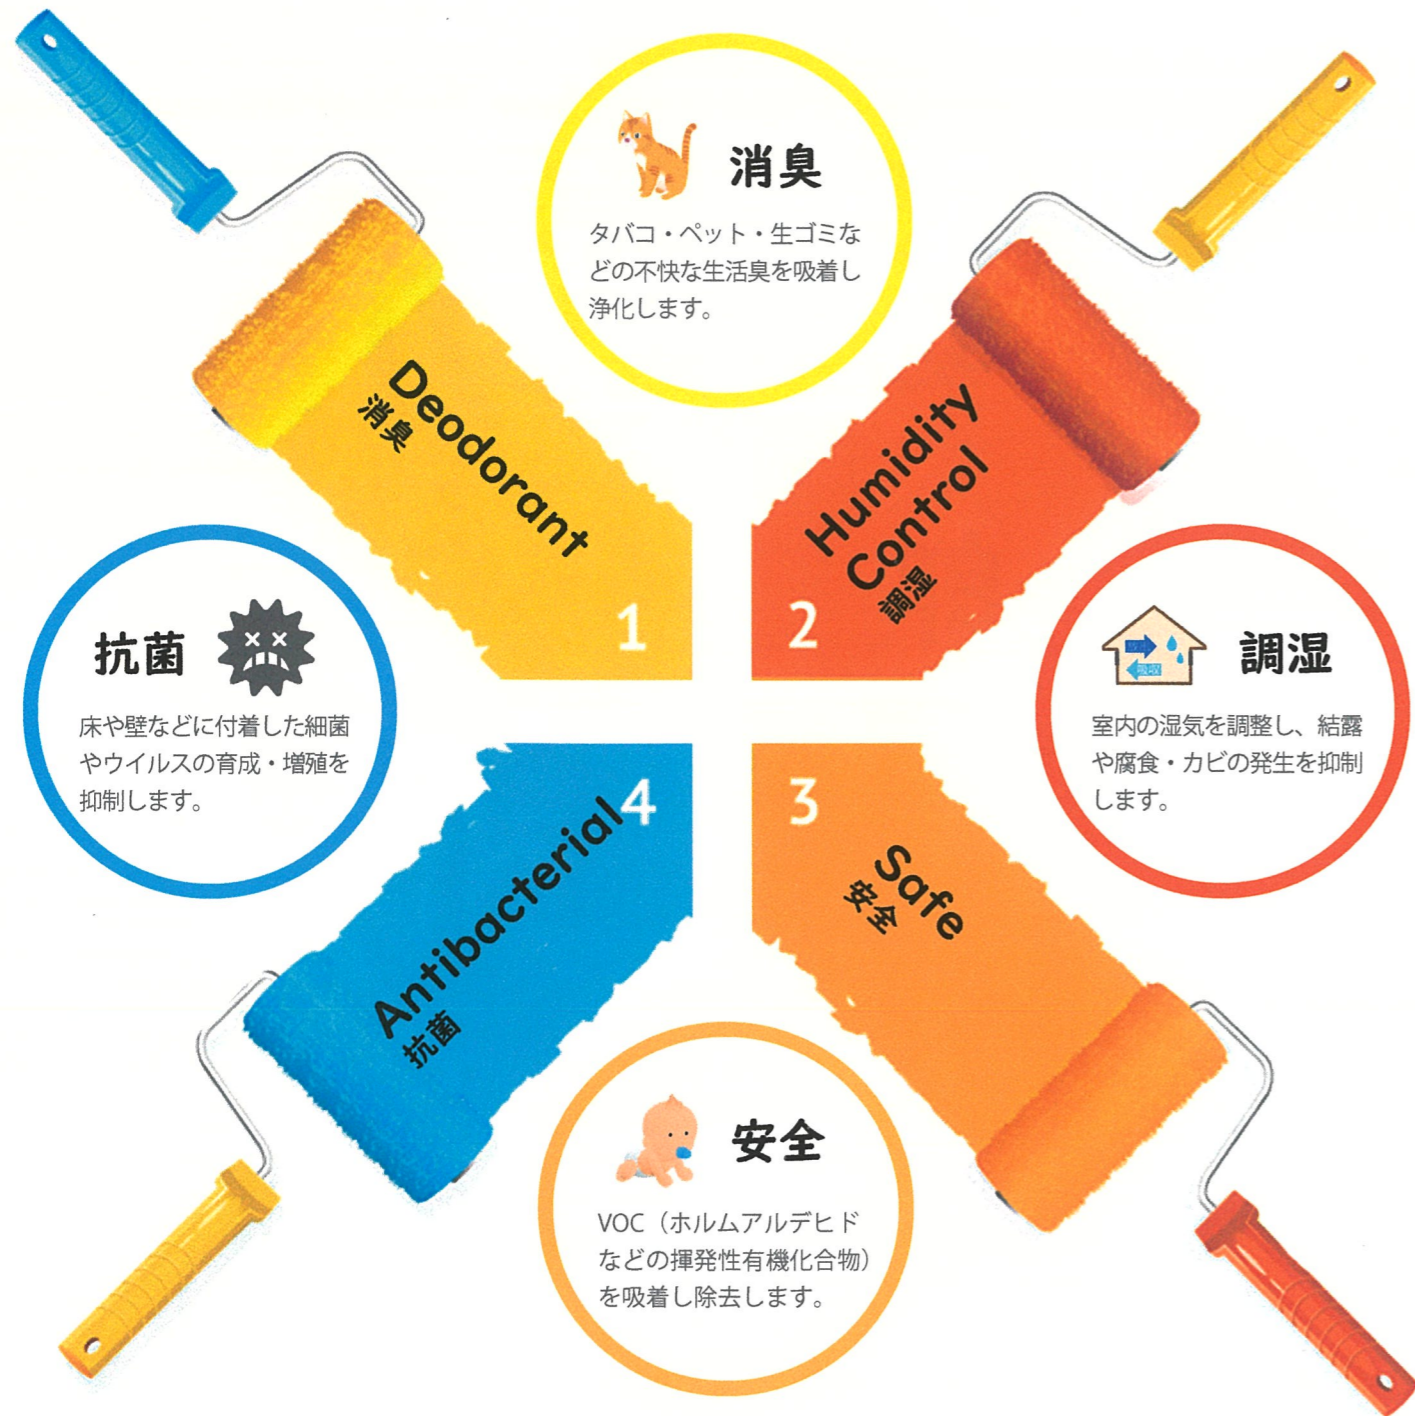 消臭
タバコ・ペット・生ゴミな
どの不快な生活臭を吸着し
浄化します。
Deodorant
消臭
1
Humidity
Control
調湿
2
抗菌
床や壁などに付着した細菌
やウイルスの育成・増殖を
抑制します。
調湿
吸収
室内の湿気を調整し、結露
や腐食・カビの発生を抑制
します。
4
Antibacterial
抗菌
3
Safe
安全
安全
VOC（ホルムアルデヒド
などの揮発性有機化合物）
を吸着し除去します。